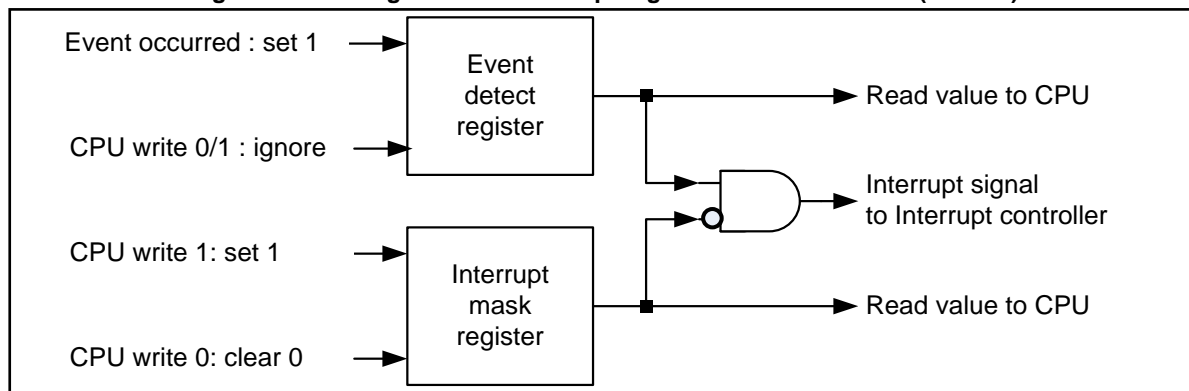 Event occurred : set 1
Event
detect
register
Read value to CPU
CPU write 0/1 : ignore
Interrupt signal
to Interrupt controller
CPU write 1: set 1
Interrupt
mask
register
Read value to CPU
CPU write 0: clear 0